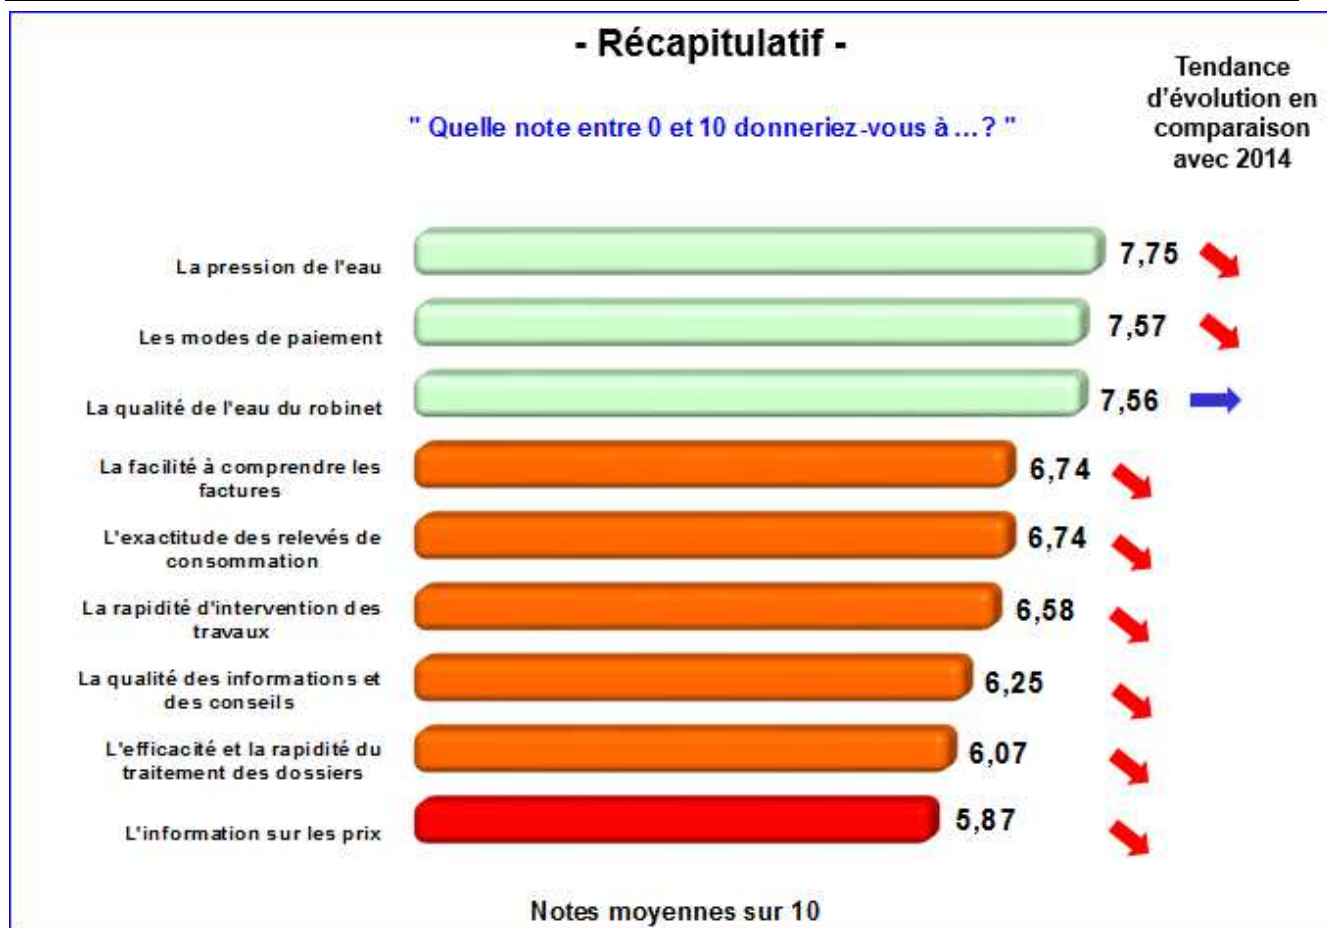 - Récapitulatif -
Tendance
d'évolution en
comparaison
avec 2014
" Quelle note entre 0 et 10 donneriez-vous à ...? "
La pression de l'eau
7,75
Les modes de paiement
7,57
La qualité de l'eau du robinet
7,56
La facilité à comprendre les
factures
6,74
L'exactitude des relevés de
consommation
6,74
La rapidité d'intervention des
travaux
6,58
La qualité des informations et
des conseils
6,25
L'efficacité et la rapidité du
traitement des dossiers
6,07
L'information sur les prix
5,87
Notes moyennes sur 10